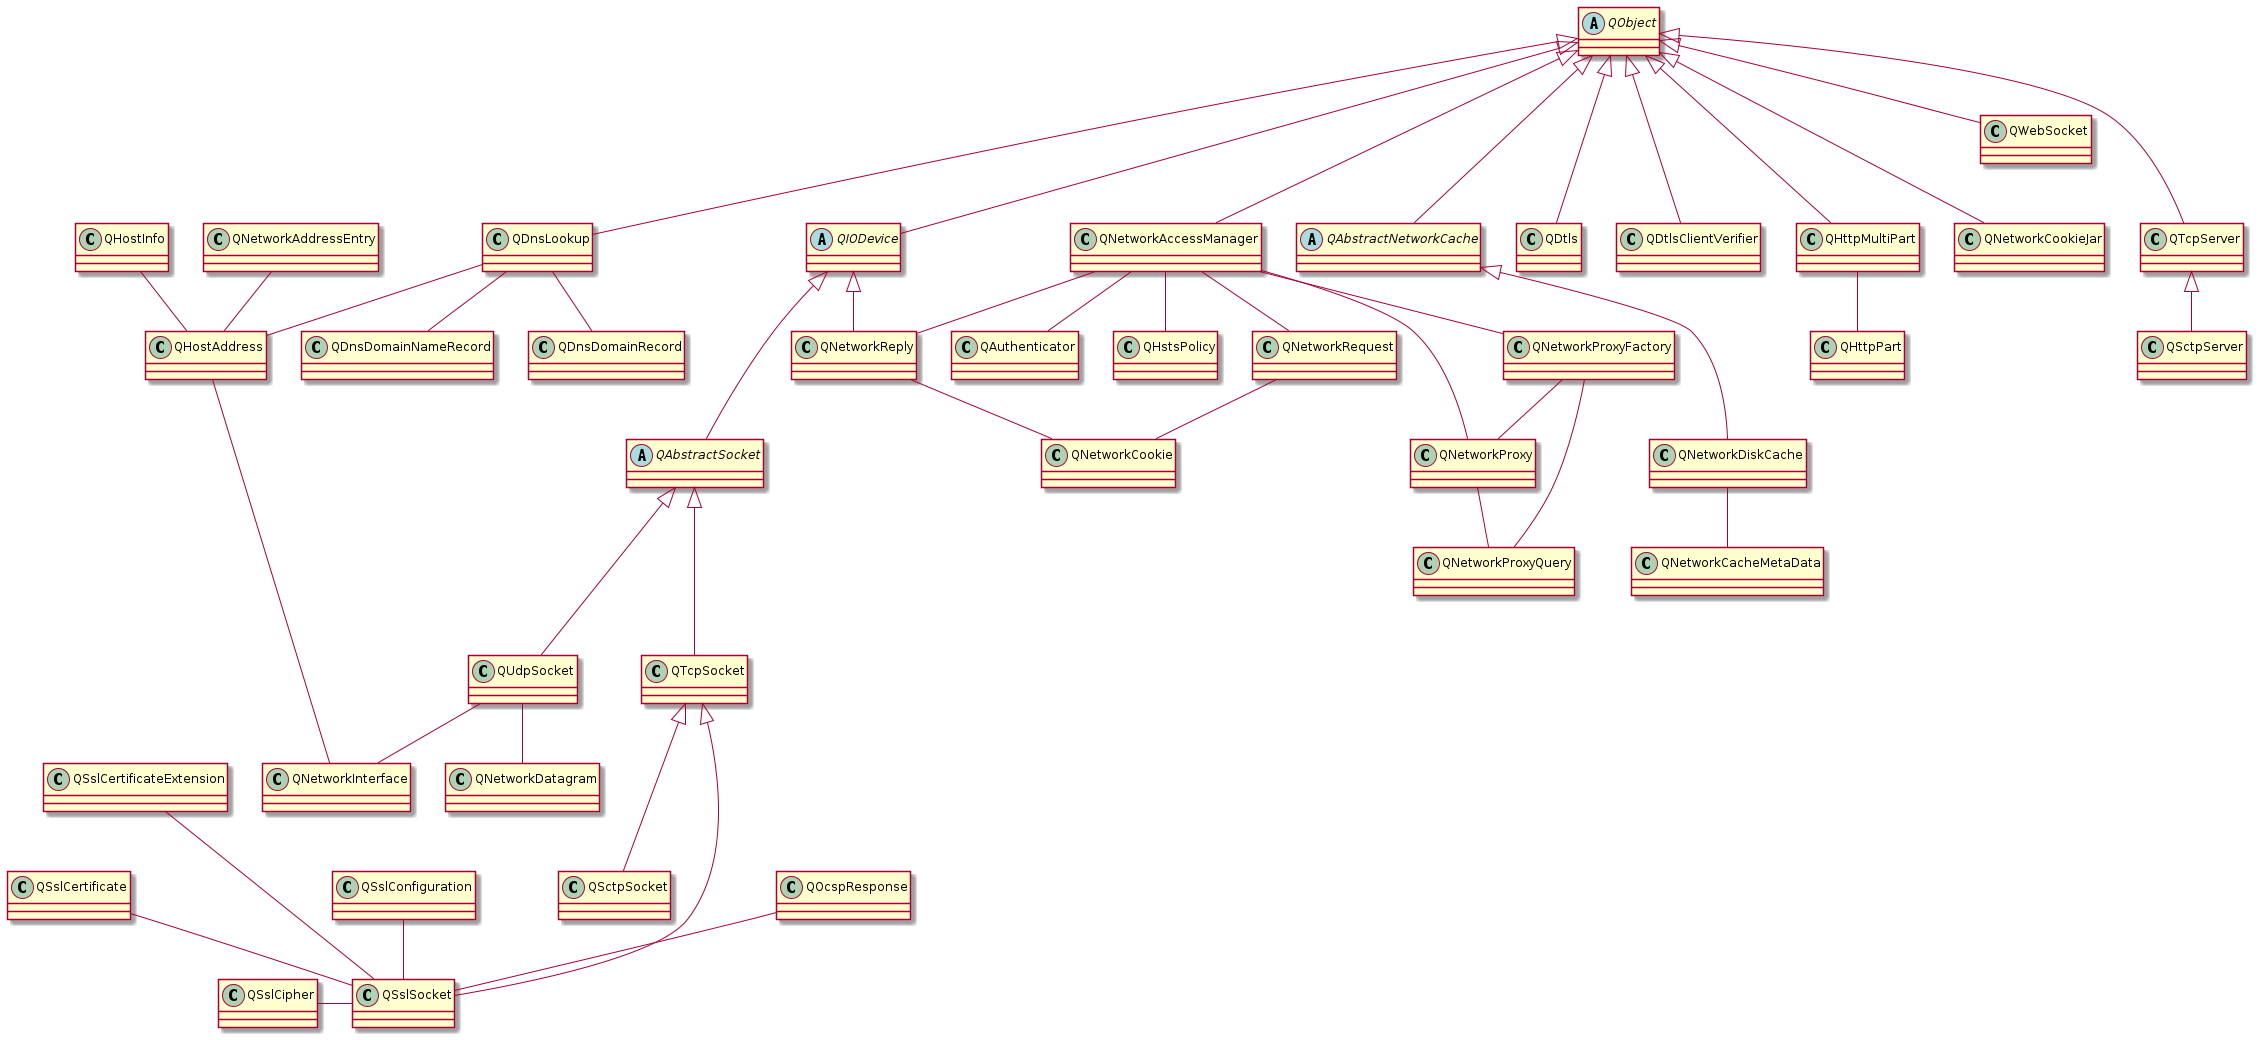 A QObject
C QWebSocket
C QHostInfo
C QNetworkAddressEntry
C QDnsLookup
A QIODevice
C QNetworkAccessManager
A QAbstractNetworkCache
C QDtls
C QDtlsClientVerifier
C QHttpMultiPart
C QNetworkCookieJar
C QTcpServer
C QHostAddress
C QDnsDomainNameRecord
C QDnsDomainRecord
C QNetworkReply
C QAuthenticator
C QHstsPolicy
C QNetworkRequest
C QNetworkProxyFactory
C QHttpPart
C QSctpServer
A QAbstractSocket
C QNetworkCookie
C QNetworkProxy
C QNetworkDiskCache
C QNetworkProxyQuery
C QNetworkCacheMetaData
C QUdpSocket
C QTcpSocket
C QSslCertificateExtension
C QNetworkInterface
C QNetworkDatagram
C QSslCertificate
C QSslConfiguration
C QSctpSocket
C QOcspResponse
C QSslCipher
C QSslSocket